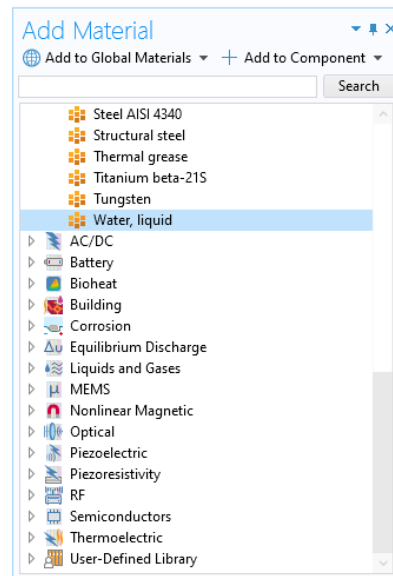 Add Material
Add to Global Materials + Add to Component
Search
Steel AISI 4340
Structural steel
Thermal grease
Titanium beta-21S
Tungsten
Water, liquid
AC/DC
Battery
Bioheat
Building
Corrosion
Δυ Equilibrium Discharge
Liquids and Gases
μ MEMS
Nonlinear Magnetic
Optical
Piezoelectric
Piezoresistivity
RF
Semiconductors
Thermoelectric
User-Defined Library